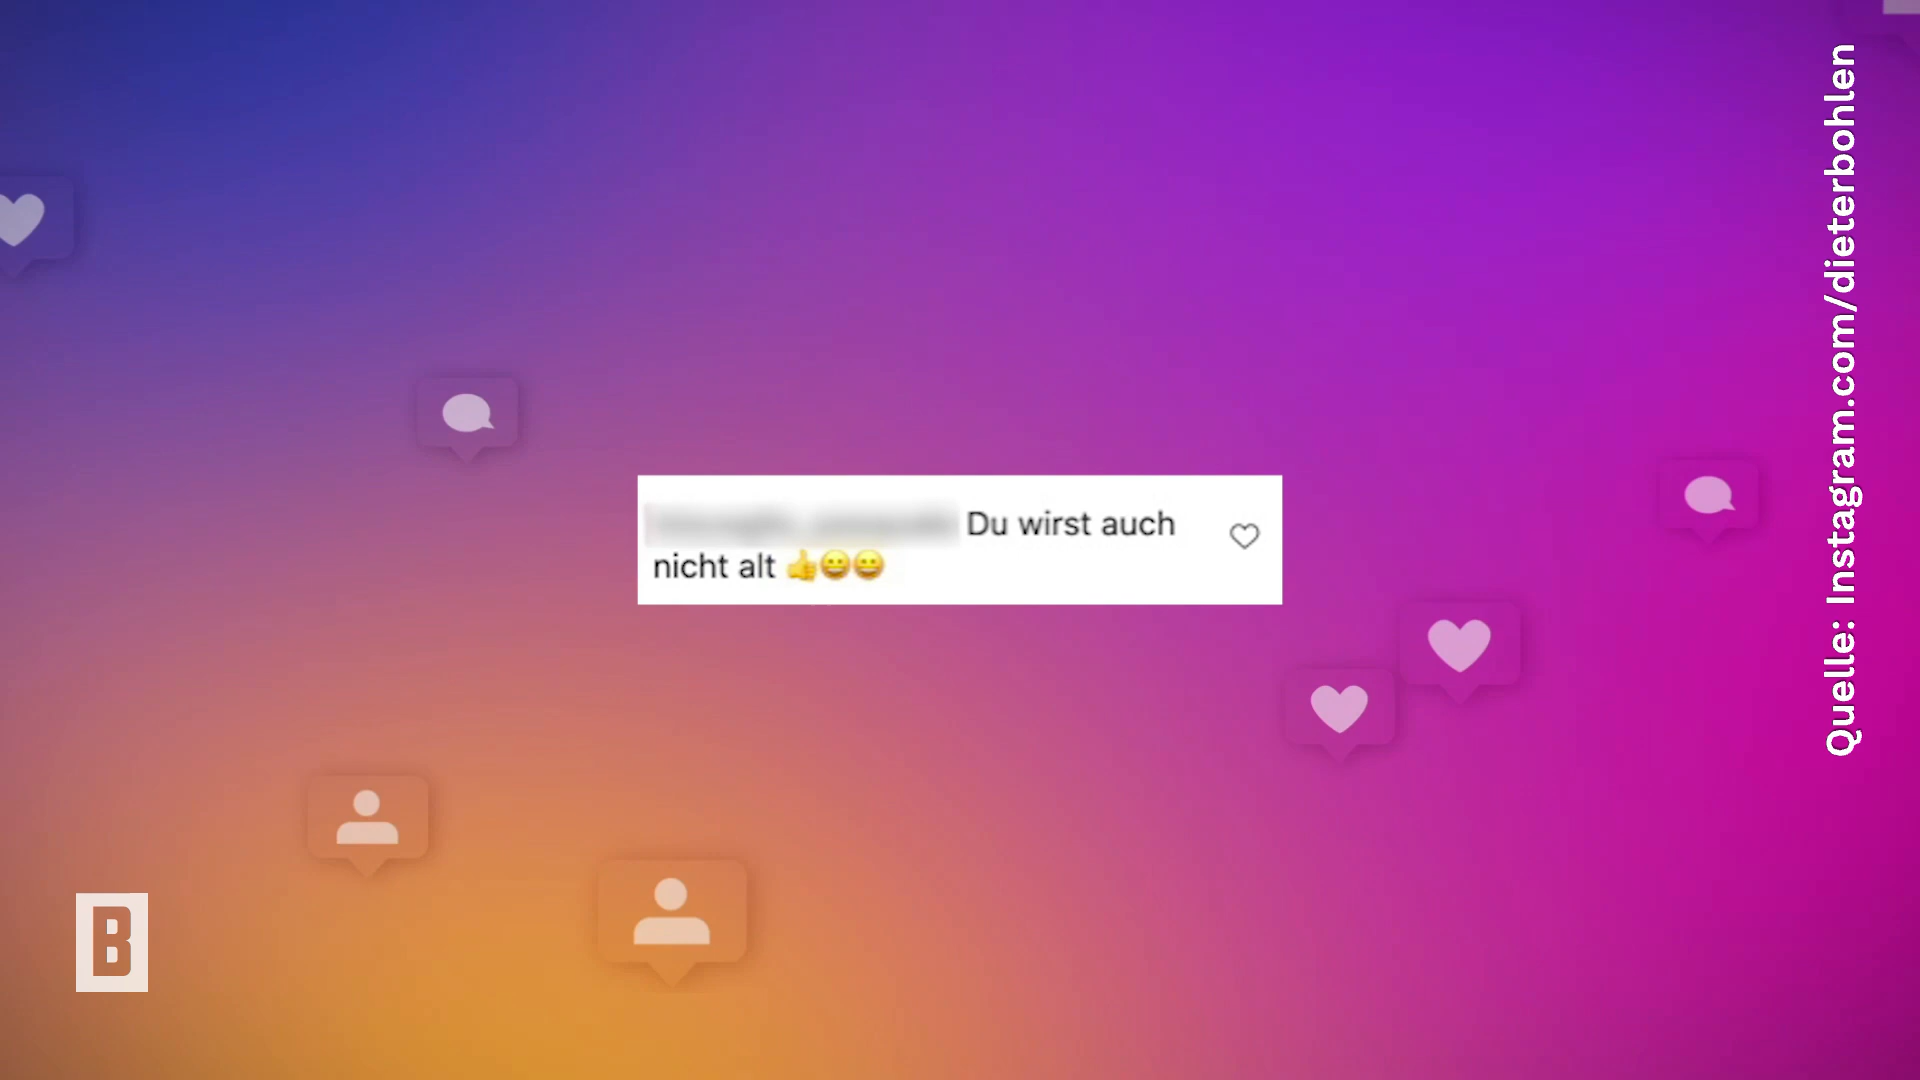 Du wirst auch
nicht alt 👍😀😀
Quelle: Instagram.com/dieterbohlen
B